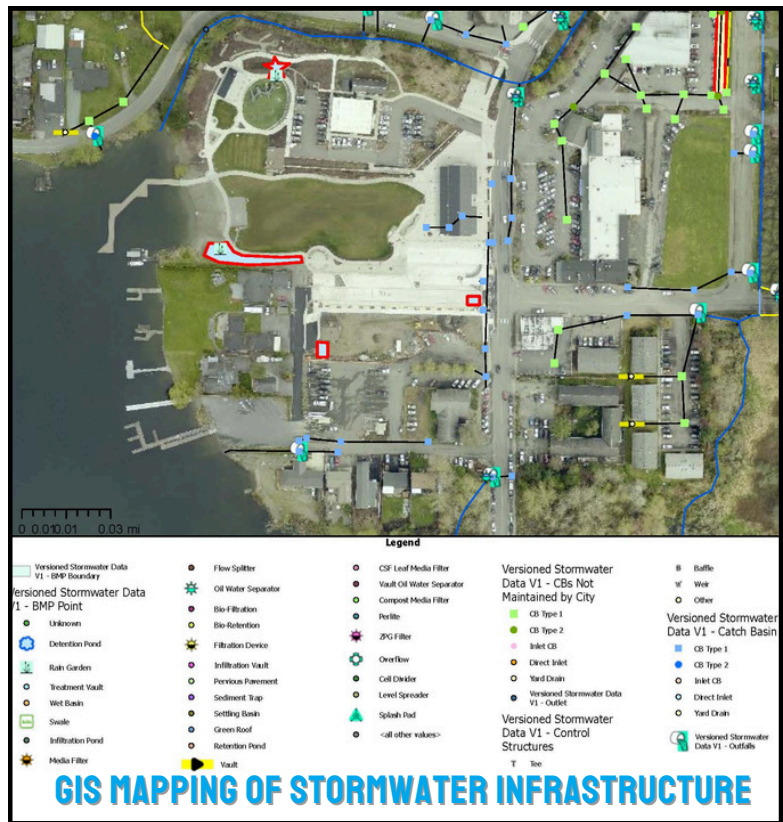 0 0.010.01 0.03 mi
Legend
Versioned Stormwater Data
V1 - BMP Boundary
Versioned Stormwater Data
V1 - BMP Point
Unknown
Detention Pond
Rain Garden
Treatment Vault
Wet Basin
Swale
Infiltration Pond
Media Filter
Flow Splitter
Oil Water Separator
Bio-Filtration
Bio-Retention
Filtration Device
Infiltration Vault
Pervious Pavement
Sediment Trap
Settling Basin
Green Roof
Retention Pond
Vault
CSF Leaf Media Filter
Vault Oil Water Separator
Compost Media Filter
Perlite
ZPG Filter
Overflow
Cell Divider
Level Spreader
Splash Pad
<all other values>
Versioned Stormwater
Data V1 - CBs Not
Maintained by City
CB Type 1
CB Type 2
Inlet CB
Direct Inlet
Yard Drain
Versioned Stormwater Data
V1 - Outlet
Versioned Stormwater
Data V1 - Control
Structures
T Tee
B Baffle
W Weir
Other
Versioned Stormwater
Data V1 - Catch Basin
CB Type 1
CB Type 2
Inlet CB
Direct Inlet
Yard Drain
Versioned Stormwater
Data V1 - Outfalls
GIS MAPPING OF STORMWATER INFRASTRUCTURE